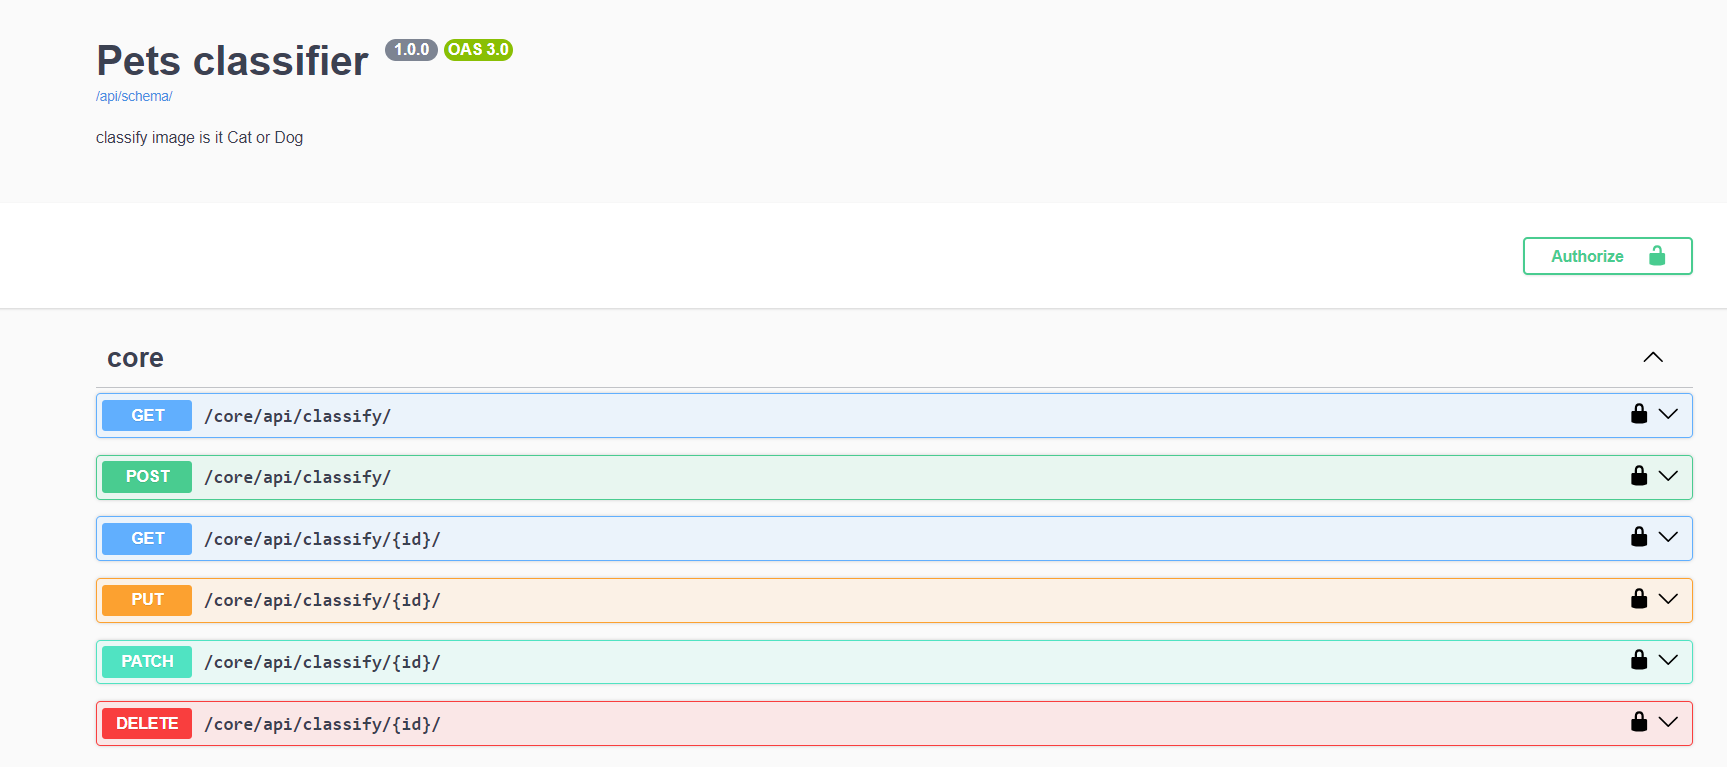 Pets classifier 1.0.0 OAS 3.0
/api/schema/
classify image is it Cat or Dog
Authorize
core
GET /core/api/classify/
POST /core/api/classify/
GET /core/api/classify/{id}/
PUT /core/api/classify/{id}/
PATCH /core/api/classify/{id}/
DELETE /core/api/classify/{id}/